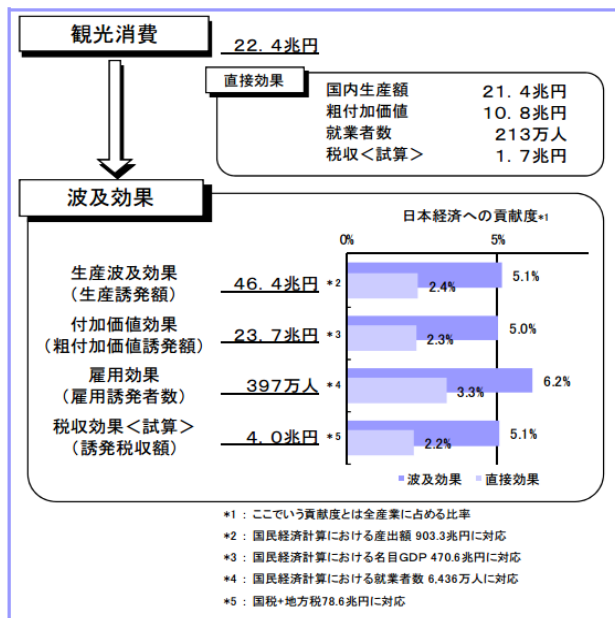 観光消費
22.4兆円
直接効果
国内生産額 21.4兆円
粗付加価値 10.8兆円
就業者数 213万人
税収＜試算＞ 1.7兆円
波及効果
日本経済への貢献度*1
0% 5%
生産波及効果
（生産誘発額）
46.4兆円 *2
2.4% 5.1%
付加価値効果
（粗付加価値誘発額）
23.7兆円 *3
2.3% 5.0%
雇用効果
（雇用誘発者数）
397万人 *4
3.3% 6.2%
税収効果＜試算＞
（誘発税収額）
4.0兆円 *5
2.2% 5.1%
波及効果 直接効果
*1 : ここでいう貢献度とは全産業に占める比率
*2 : 国民経済計算における産出額 903.3兆円に対応
*3 : 国民経済計算における名目GDP 470.6兆円に対応
*4 : 国民経済計算における就業者数 6,436万人に対応
*5 : 国税+地方税78.6兆円に対応